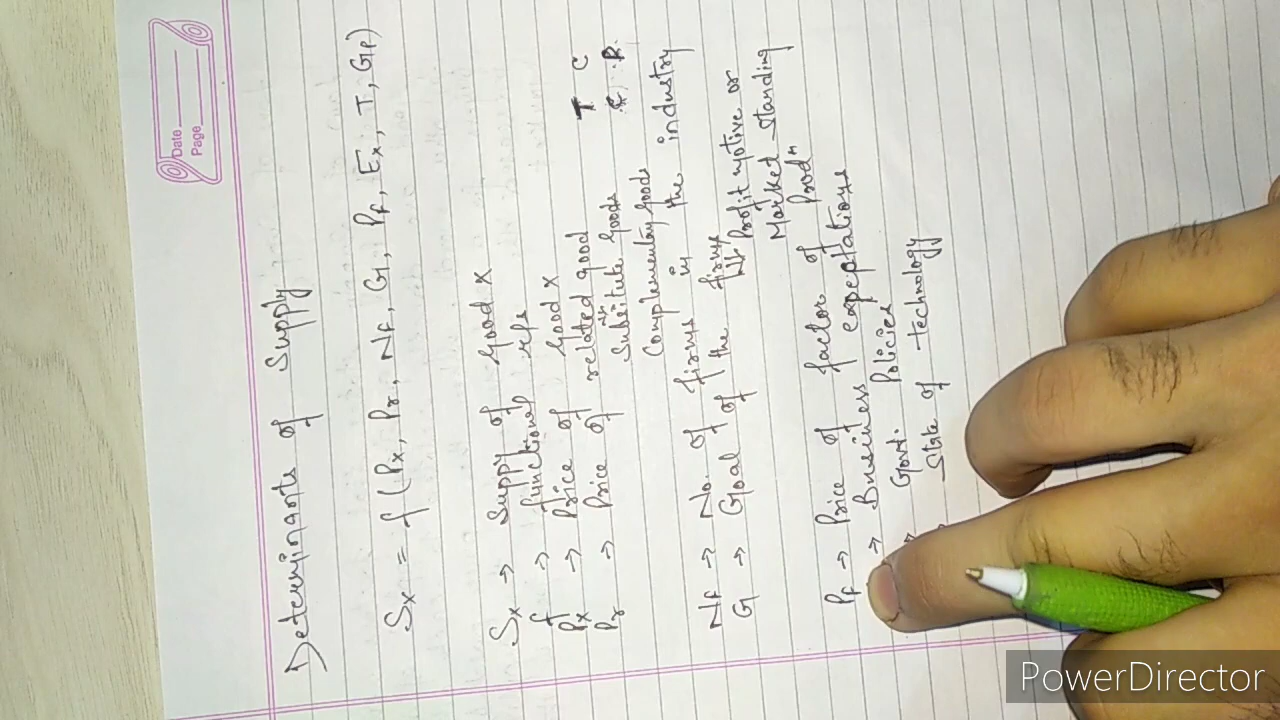 Date
Page
Determinants of Supply
Sx = f (Px, Pr, Nf, G, Pf, Ex, T, GP)
Sx → Supply of Good x
f → functional r/s
Px → Price of Good x
Pr → Price of related good
T C
Substitute Goods
Complementary Goods
Nf → No. of firms in the industry
G → Goal of the firms
Profit motive or
Market Standing
Pf → Price of factor of Prodn
→ Business expeptations
Govt. Policies
State of technology
PowerDirector